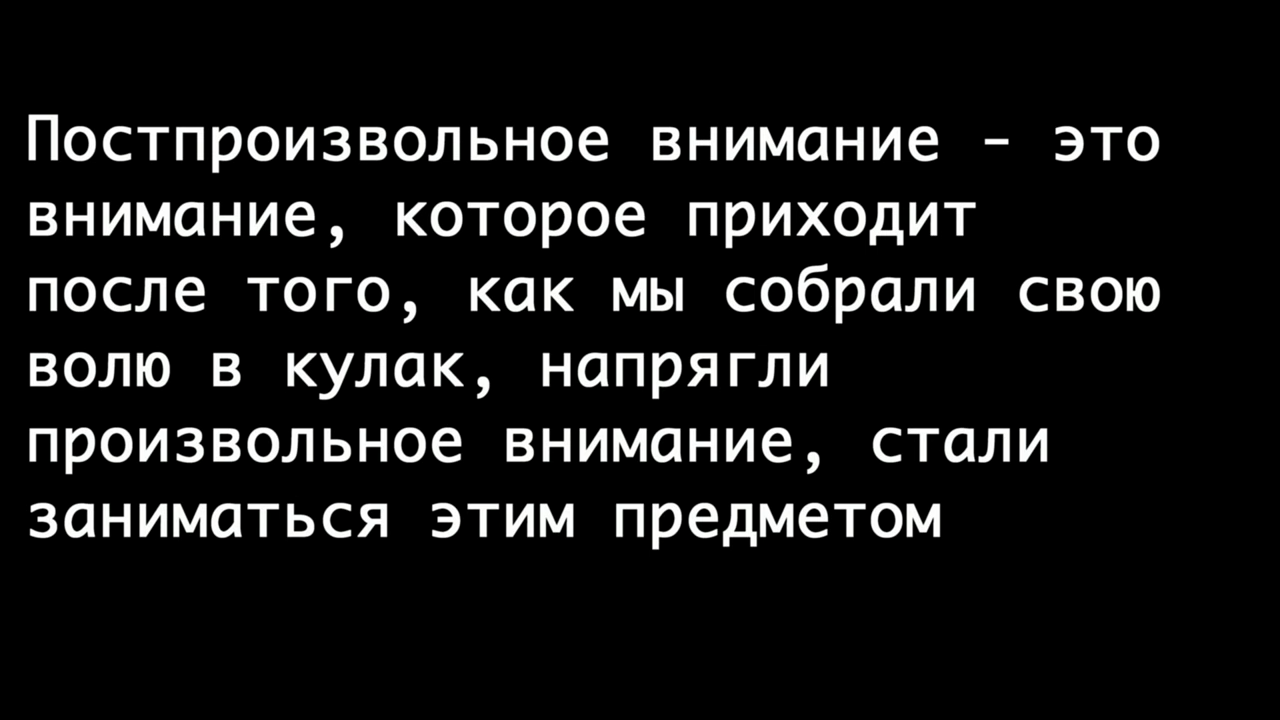 Постпроизвольное внимание - это
внимание, которое приходит
после того, как мы собрали свою
волю в кулак, напрягли
произвольное внимание, стали
заниматься этим предметом